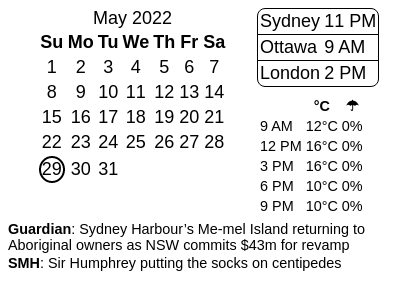 May 2022
Su Mo Tu We Th Fr Sa
1 2 3 4 5 6 7
8 9 10 11 12 13 14
15 16 17 18 19 20 21
22 23 24 25 26 27 28
29 30 31
Sydney 11 PM
Ottawa 9 AM
London 2 PM
°C ☂
9 AM 12°C 0%
12 PM 16°C 0%
3 PM 16°C 0%
6 PM 10°C 0%
9 PM 10°C 0%
Guardian: Sydney Harbour’s Me-mel Island returning to
Aboriginal owners as NSW commits $43m for revamp
SMH: Sir Humphrey putting the socks on centipedes